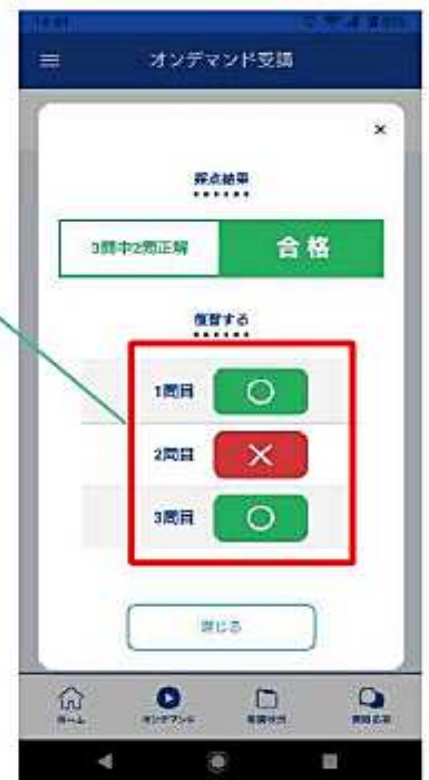 オンデマンド受講
×
採点結果
3問中2問正解
合格
復習する
1問目
2問目
3問目
閉じる
ホーム
オンデマンド